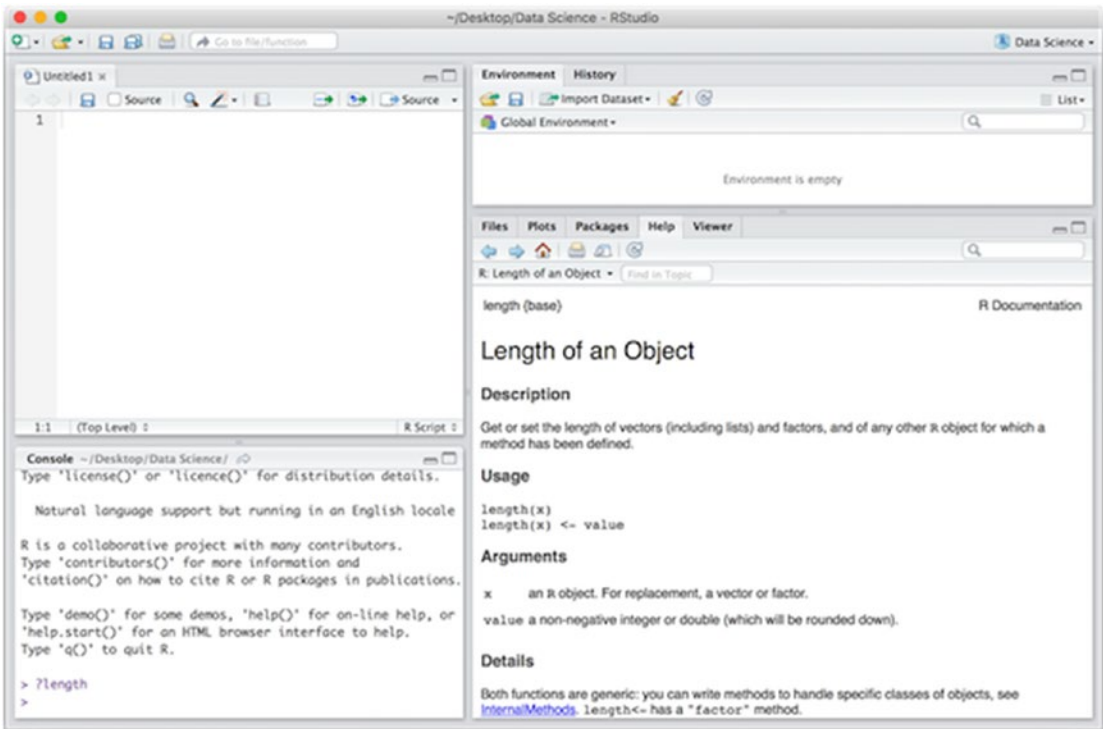 ~/Desktop/Data Science - RStudio
Go to file/function
Data Science
Untitled1
Source
Source
1
1:1 (Top Level)
R Script
Console ~/Desktop/Data Science/
Type 'license()' or 'licence()' for distribution details.
Natural language support but running in an English locale
R is a collaborative project with many contributors.
Type 'contributors()' for more information and
'citation()' on how to cite R or R packages in publications.
Type 'demo()' for some demos, 'help()' for on-line help, or
'help.start()' for an HTML browser interface to help.
Type 'q()' to quit R.
> ?length
>
Environment History
Import Dataset
List
Global Environment
Environment is empty
Files Plots Packages Help Viewer
R: Length of an Object
Find in Topic
length {base}
R Documentation
Length of an Object
Description
Get or set the length of vectors (including lists) and factors, and of any other R object for which a
method has been defined.
Usage
length(x)
length(x) <- value
Arguments
x an R object. For replacement, a vector or factor.
value a non-negative integer or double (which will be rounded down).
Details
Both functions are generic: you can write methods to handle specific classes of objects, see
InternalMethods. length<- has a "factor" method.